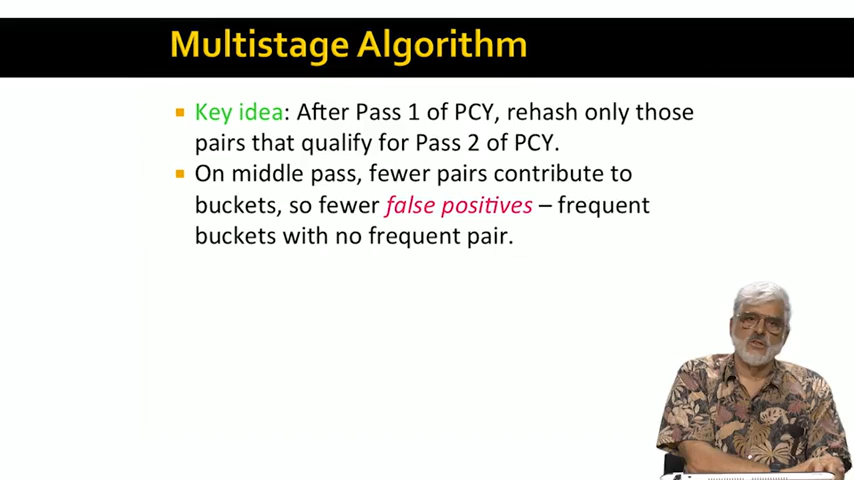 Multistage Algorithm
Key idea: After Pass 1 of PCY, rehash only those
pairs that qualify for Pass 2 of PCY.
On middle pass, fewer pairs contribute to
buckets, so fewer false positives – frequent
buckets with no frequent pair.